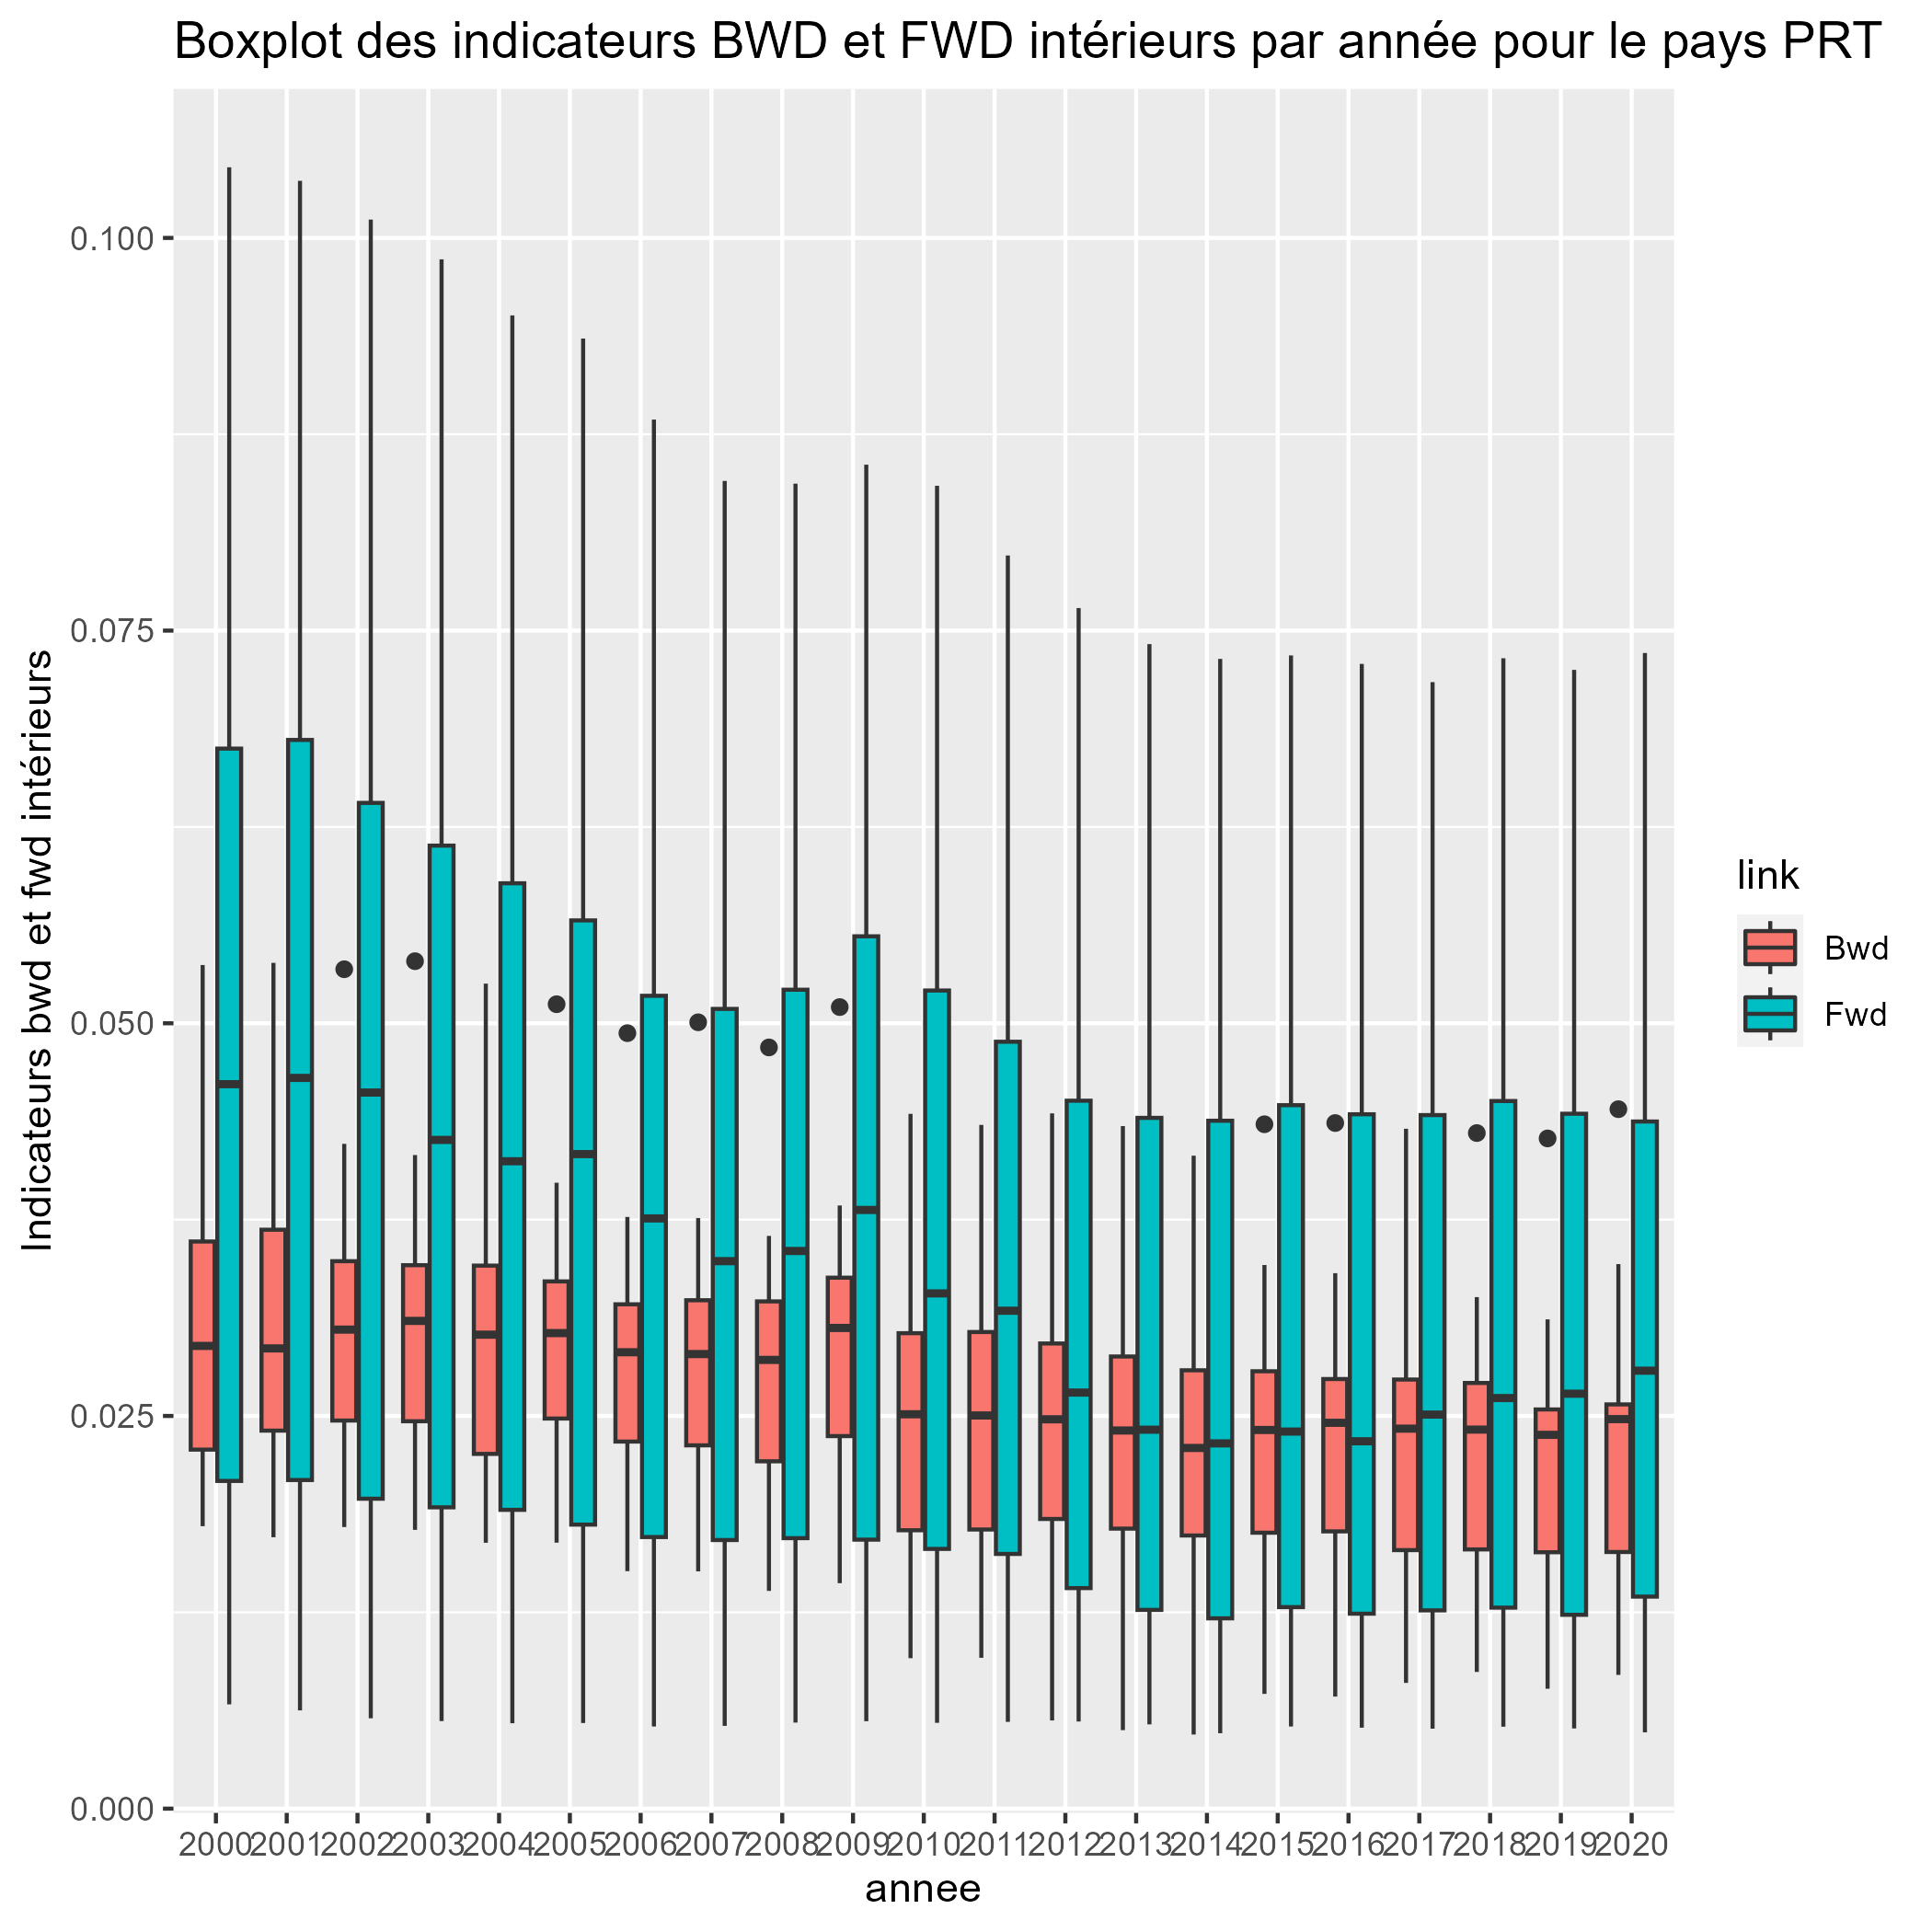 Boxplot des indicateurs BWD et FWD intérieurs par année pour le pays PRT
Indicateurs bwd et fwd intérieurs
0.100
0.075
0.050
0.025
0.000
2000 2001 2002 2003 2004 2005 2006 2007 2008 2009 2010 2011 2012 2013 2014 2015 2016 2017 2018 2019 2020
annee
link
Bwd
Fwd